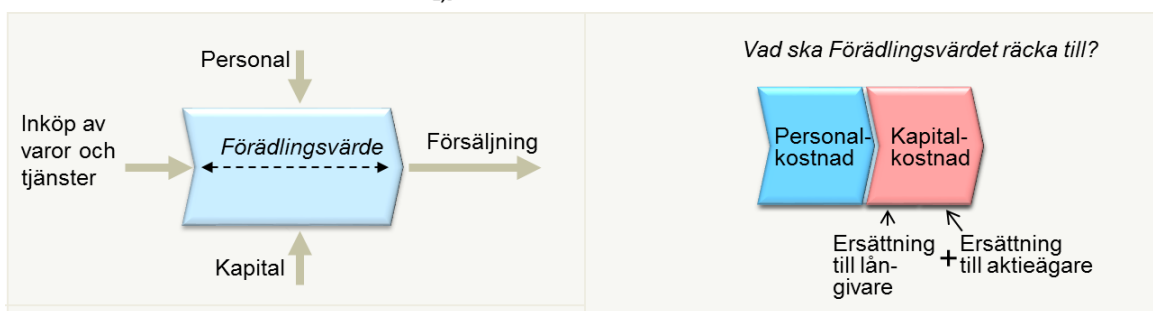 Personal
Inköp av
varor och
tjänster
Förädlingsvärde
Försäljning
Kapital
Vad ska Förädlingsvärdet räcka till?
Personal-
kostnad
Kapital-
kostnad
Ersättning
till lån-
givare
+
Ersättning
till aktieägare